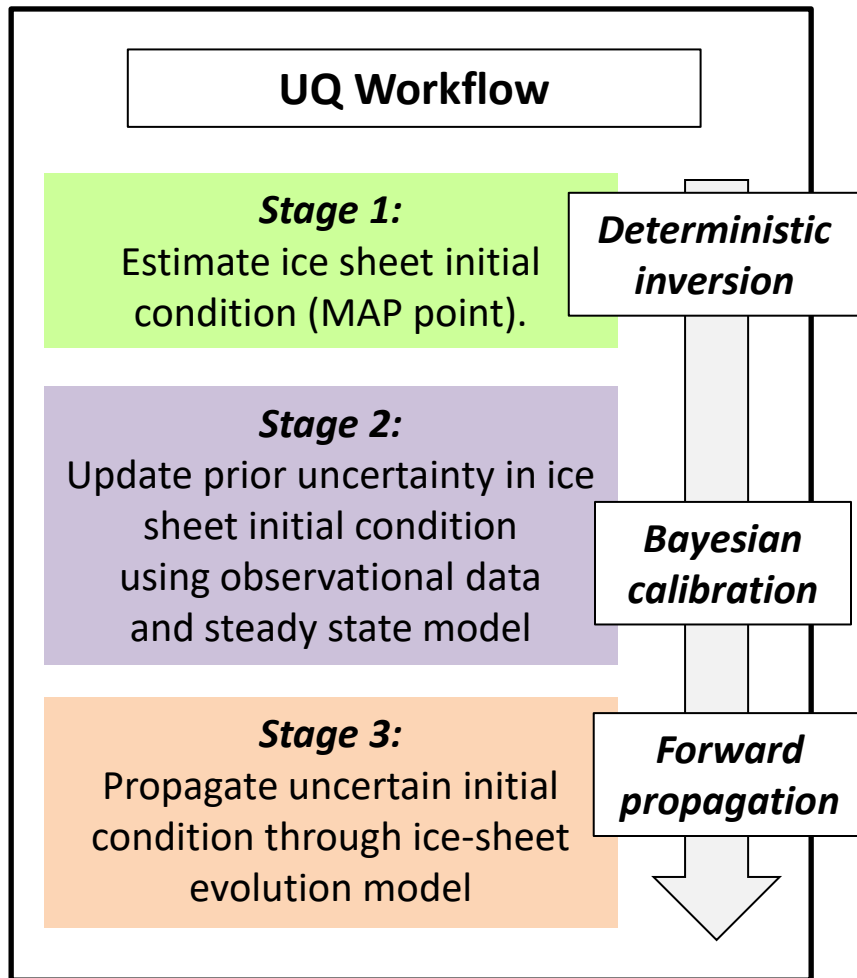 UQ Workflow
Stage 1:
Estimate ice sheet initial
condition (MAP point).
Deterministic
inversion
Stage 2:
Update prior uncertainty in ice
sheet initial condition
using observational data
and steady state model
Bayesian
calibration
Stage 3:
Propagate uncertain initial
condition through ice-sheet
evolution model
Forward
propagation